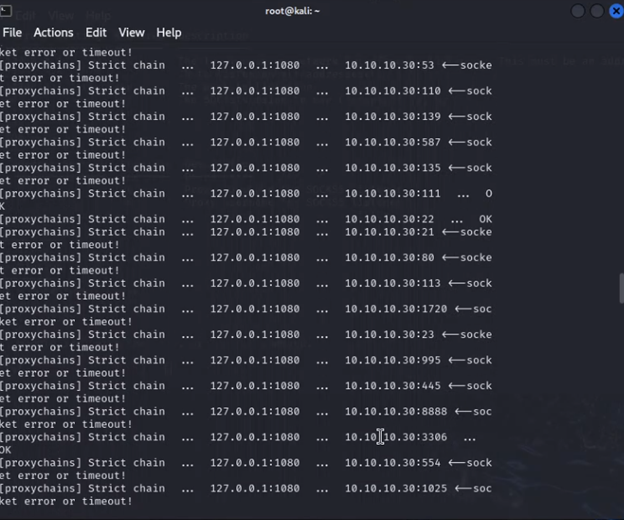 root@kali: ~
File Actions Edit View Help
ket error or timeout!
[proxychains] Strict chain ... 127.0.0.1:1080 ... 10.10.10.30:53 <--socke
t error or timeout!
[proxychains] Strict chain ... 127.0.0.1:1080 ... 10.10.10.30:110 <--sock
et error or timeout!
[proxychains] Strict chain ... 127.0.0.1:1080 ... 10.10.10.30:139 <--sock
et error or timeout!
[proxychains] Strict chain ... 127.0.0.1:1080 ... 10.10.10.30:587 <--sock
et error or timeout!
[proxychains] Strict chain ... 127.0.0.1:1080 ... 10.10.10.30:135 <--sock
et error or timeout!
[proxychains] Strict chain ... 127.0.0.1:1080 ... 10.10.10.30:111 ... O
K
[proxychains] Strict chain ... 127.0.0.1:1080 ... 10.10.10.30:22 ... OK
[proxychains] Strict chain ... 127.0.0.1:1080 ... 10.10.10.30:21 <--socke
t error or timeout!
[proxychains] Strict chain ... 127.0.0.1:1080 ... 10.10.10.30:80 <--socke
t error or timeout!
[proxychains] Strict chain ... 127.0.0.1:1080 ... 10.10.10.30:113 <--sock
et error or timeout!
[proxychains] Strict chain ... 127.0.0.1:1080 ... 10.10.10.30:1720 <--soc
ket error or timeout!
[proxychains] Strict chain ... 127.0.0.1:1080 ... 10.10.10.30:23 <--socke
t error or timeout!
[proxychains] Strict chain ... 127.0.0.1:1080 ... 10.10.10.30:995 <--sock
et error or timeout!
[proxychains] Strict chain ... 127.0.0.1:1080 ... 10.10.10.30:445 <--sock
et error or timeout!
[proxychains] Strict chain ... 127.0.0.1:1080 ... 10.10.10.30:8888 <--soc
ket error or timeout!
[proxychains] Strict chain ... 127.0.0.1:1080 ... 10.10.10.30:3306 ...
OK
[proxychains] Strict chain ... 127.0.0.1:1080 ... 10.10.10.30:554 <--sock
et error or timeout!
[proxychains] Strict chain ... 127.0.0.1:1080 ... 10.10.10.30:1025 <--soc
ket error or timeout!